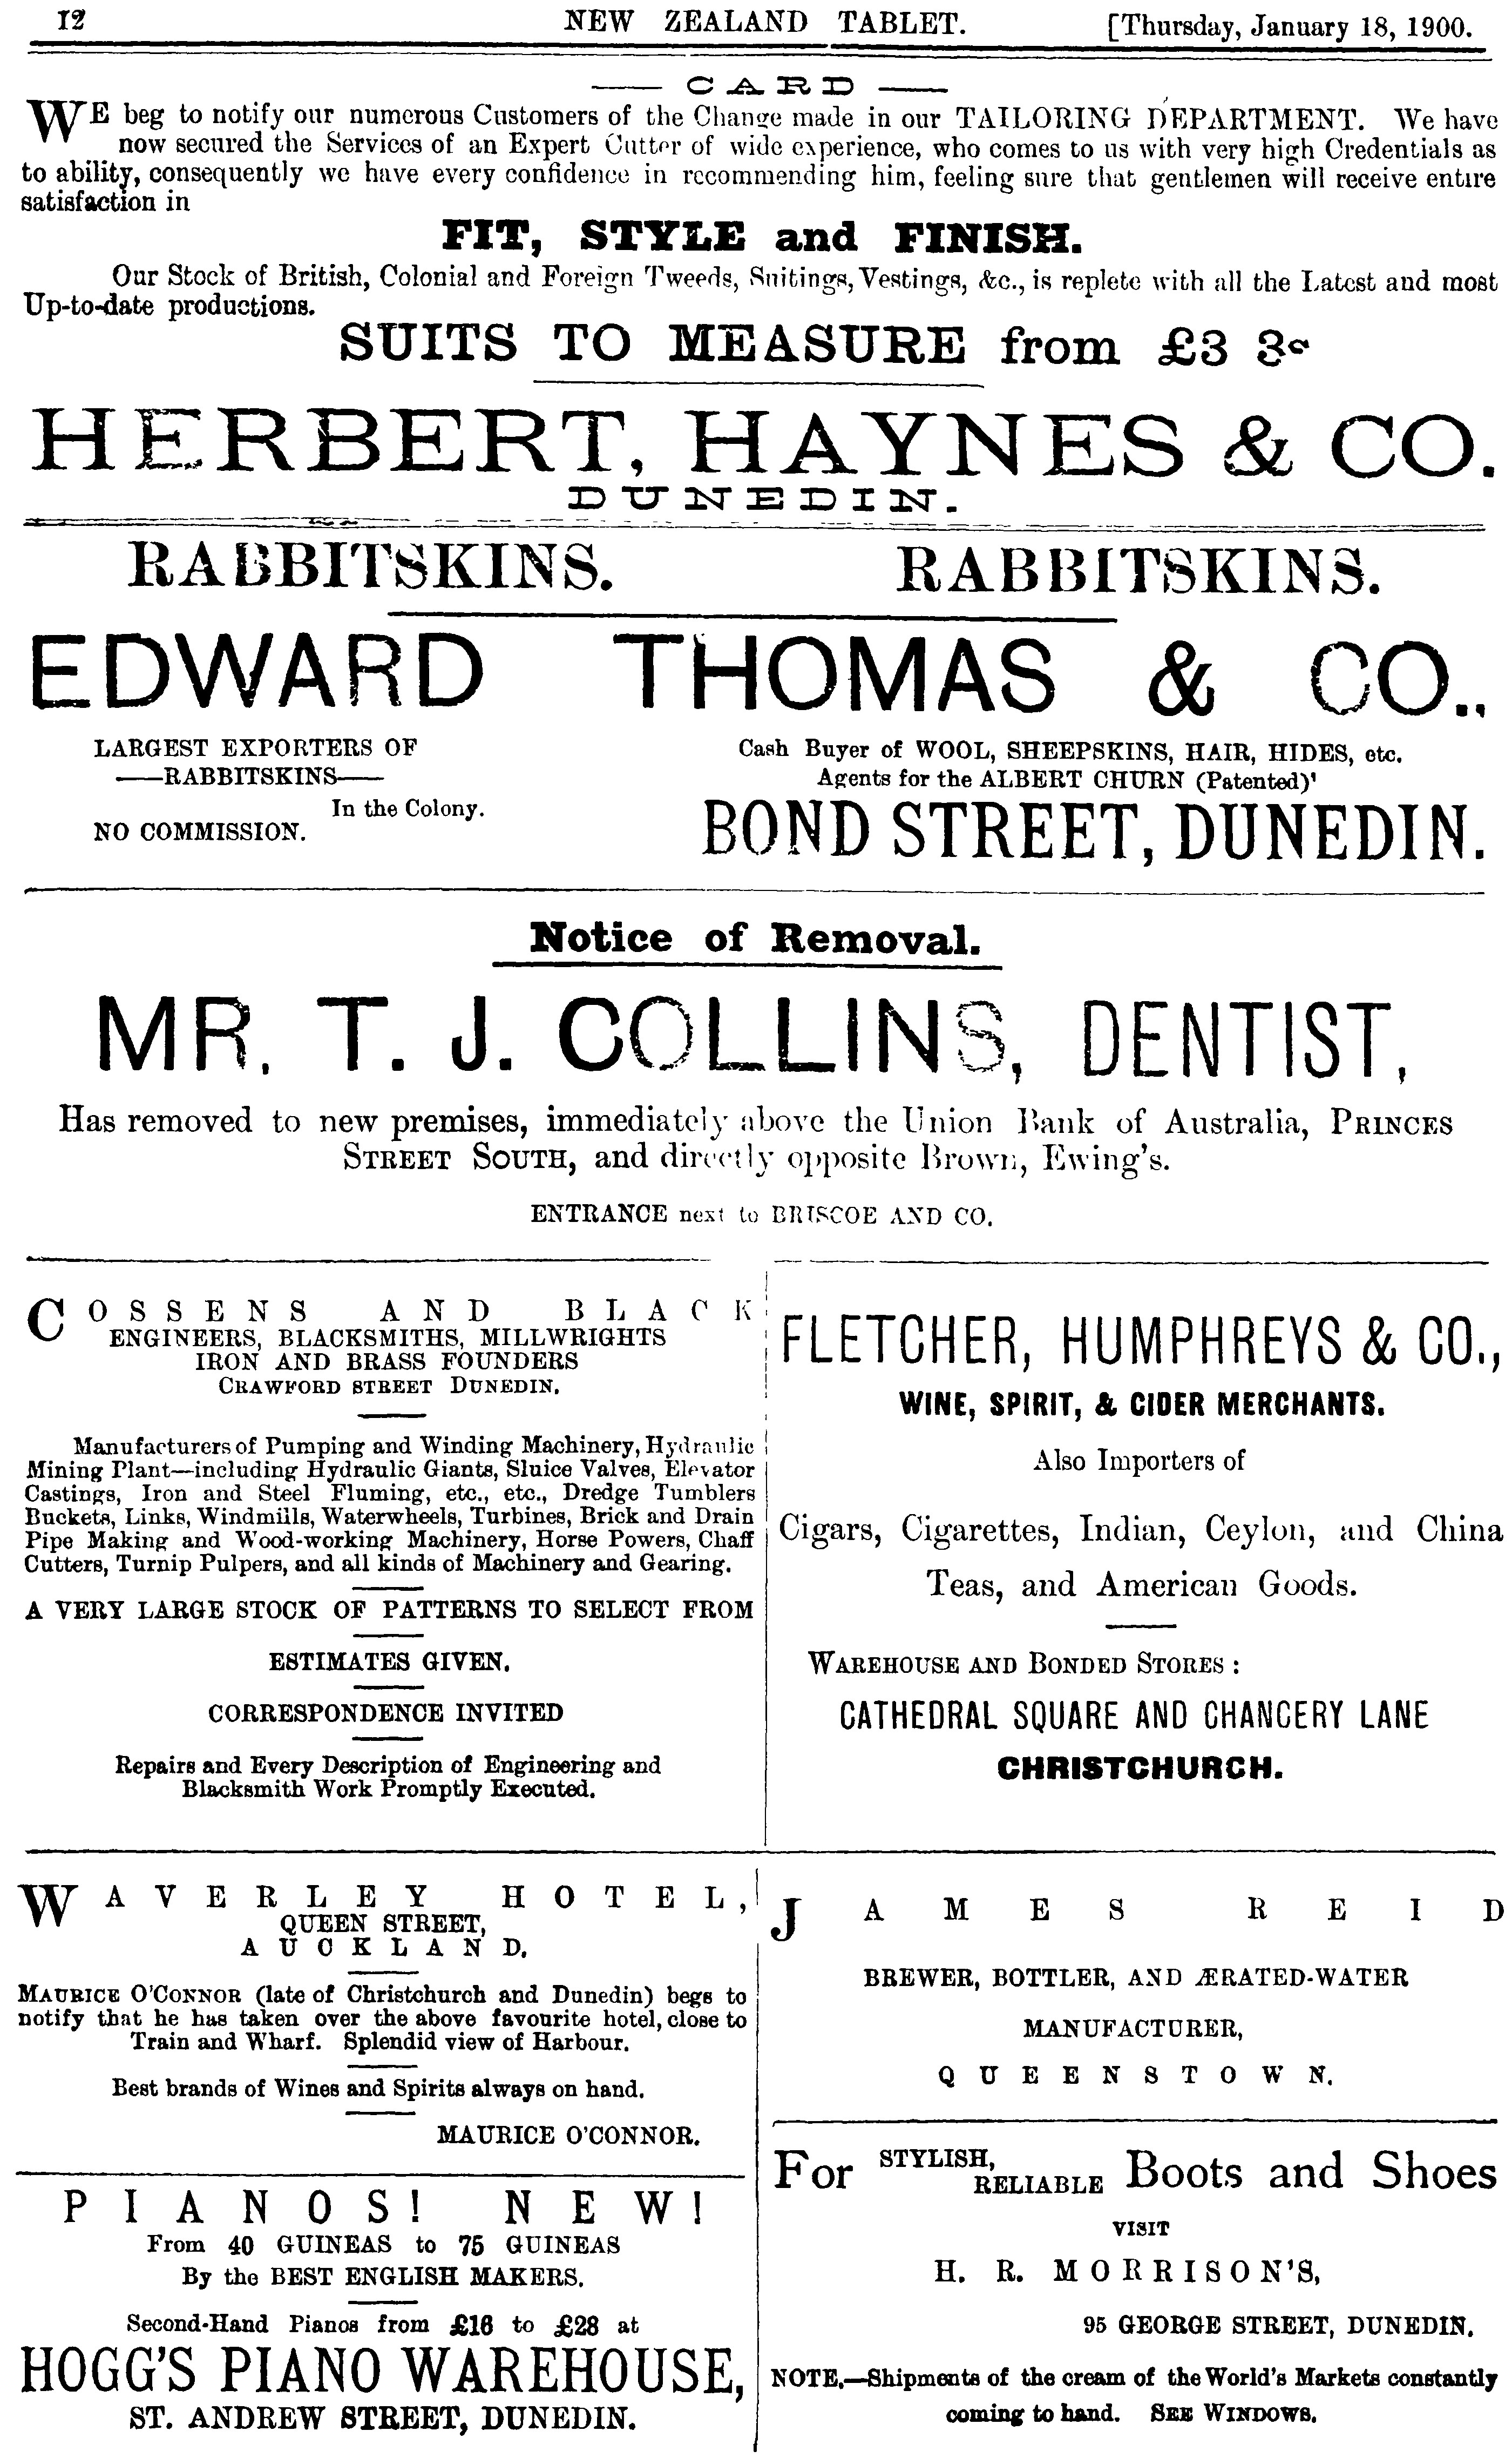 12 NEW ZEALAND TABLET. [Thursday, January 18, 1900.
CARD
WE beg to notify our numerous Customers of the Change made in our TAILORING DEPARTMENT. We have
now secured the Services of an Expert Cutter of wide experience, who comes to us with very high Credentials as
to ability, consequently we have every confidence in recommending him, feeling sure that gentlemen will receive entire
satisfaction in
FIT, STYLE and FINISH.
Our Stock of British, Colonial and Foreign Tweeds, Suitings, Vestings, &c., is replete with all the Latest and most
Up-to-date productions.
SUITS TO MEASURE from £3 3s
HERBERT, HAYNES & CO.
DUNEDIN.
RABBITSKINS. RABBITSKINS.
EDWARD THOMAS & CO.,
LARGEST EXPORTERS OF
—RABBITSKINS—
In the Colony.
NO COMMISSION.
Cash Buyer of WOOL, SHEEPSKINS, HAIR, HIDES, etc.
Agents for the ALBERT CHURN (Patented)'
BOND STREET, DUNEDIN.
Notice of Removal.
MR. T. J. COLLINS, DENTIST,
Has removed to new premises, immediately above the Union Bank of Australia, PRINCES
STREET SOUTH, and directly opposite Brown, Ewing's.
ENTRANCE next to BRISCOE AND CO.
COSSENS AND BLACK
ENGINEERS, BLACKSMITHS, MILLWRIGHTS
IRON AND BRASS FOUNDERS
CRAWFORD STREET DUNEDIN.
Manufacturers of Pumping and Winding Machinery, Hydraulic
Mining Plant—including Hydraulic Giants, Sluice Valves, Elevator
Castings, Iron and Steel Fluming, etc., etc., Dredge Tumblers
Buckets, Links, Windmills, Waterwheels, Turbines, Brick and Drain
Pipe Making and Wood-working Machinery, Horse Powers, Chaff
Cutters, Turnip Pulpers, and all kinds of Machinery and Gearing.
A VERY LARGE STOCK OF PATTERNS TO SELECT FROM
ESTIMATES GIVEN.
CORRESPONDENCE INVITED
Repairs and Every Description of Engineering and
Blacksmith Work Promptly Executed.
FLETCHER, HUMPHREYS & CO.,
WINE, SPIRIT, & CIDER MERCHANTS.
Also Importers of
Cigars, Cigarettes, Indian, Ceylon, and China
Teas, and American Goods.
WAREHOUSE AND BONDED STORES :
CATHEDRAL SQUARE AND CHANCERY LANE
CHRISTCHURCH.
WAVERLEY HOTEL,
QUEEN STREET,
AUCKLAND.
MAURICE O'CONNOR (late of Christchurch and Dunedin) begs to
notify that he has taken over the above favourite hotel, close to
Train and Wharf. Splendid view of Harbour.
Best brands of Wines and Spirits always on hand.
MAURICE O'CONNOR.
PIANOS! NEW!
From 40 GUINEAS to 75 GUINEAS
By the BEST ENGLISH MAKERS.
Second-Hand Pianos from £16 to £28 at
HOGG'S PIANO WAREHOUSE,
ST. ANDREW STREET, DUNEDIN.
JAMES REID
BREWER, BOTTLER, AND ÆRATED-WATER
MANUFACTURER,
QUEENSTOWN.
For STYLISH, RELIABLE Boots and Shoes
VISIT
H. R. MORRISON'S,
95 GEORGE STREET, DUNEDIN.
NOTE.—Shipments of the cream of the World's Markets constantly
coming to hand. SEE WINDOWS.